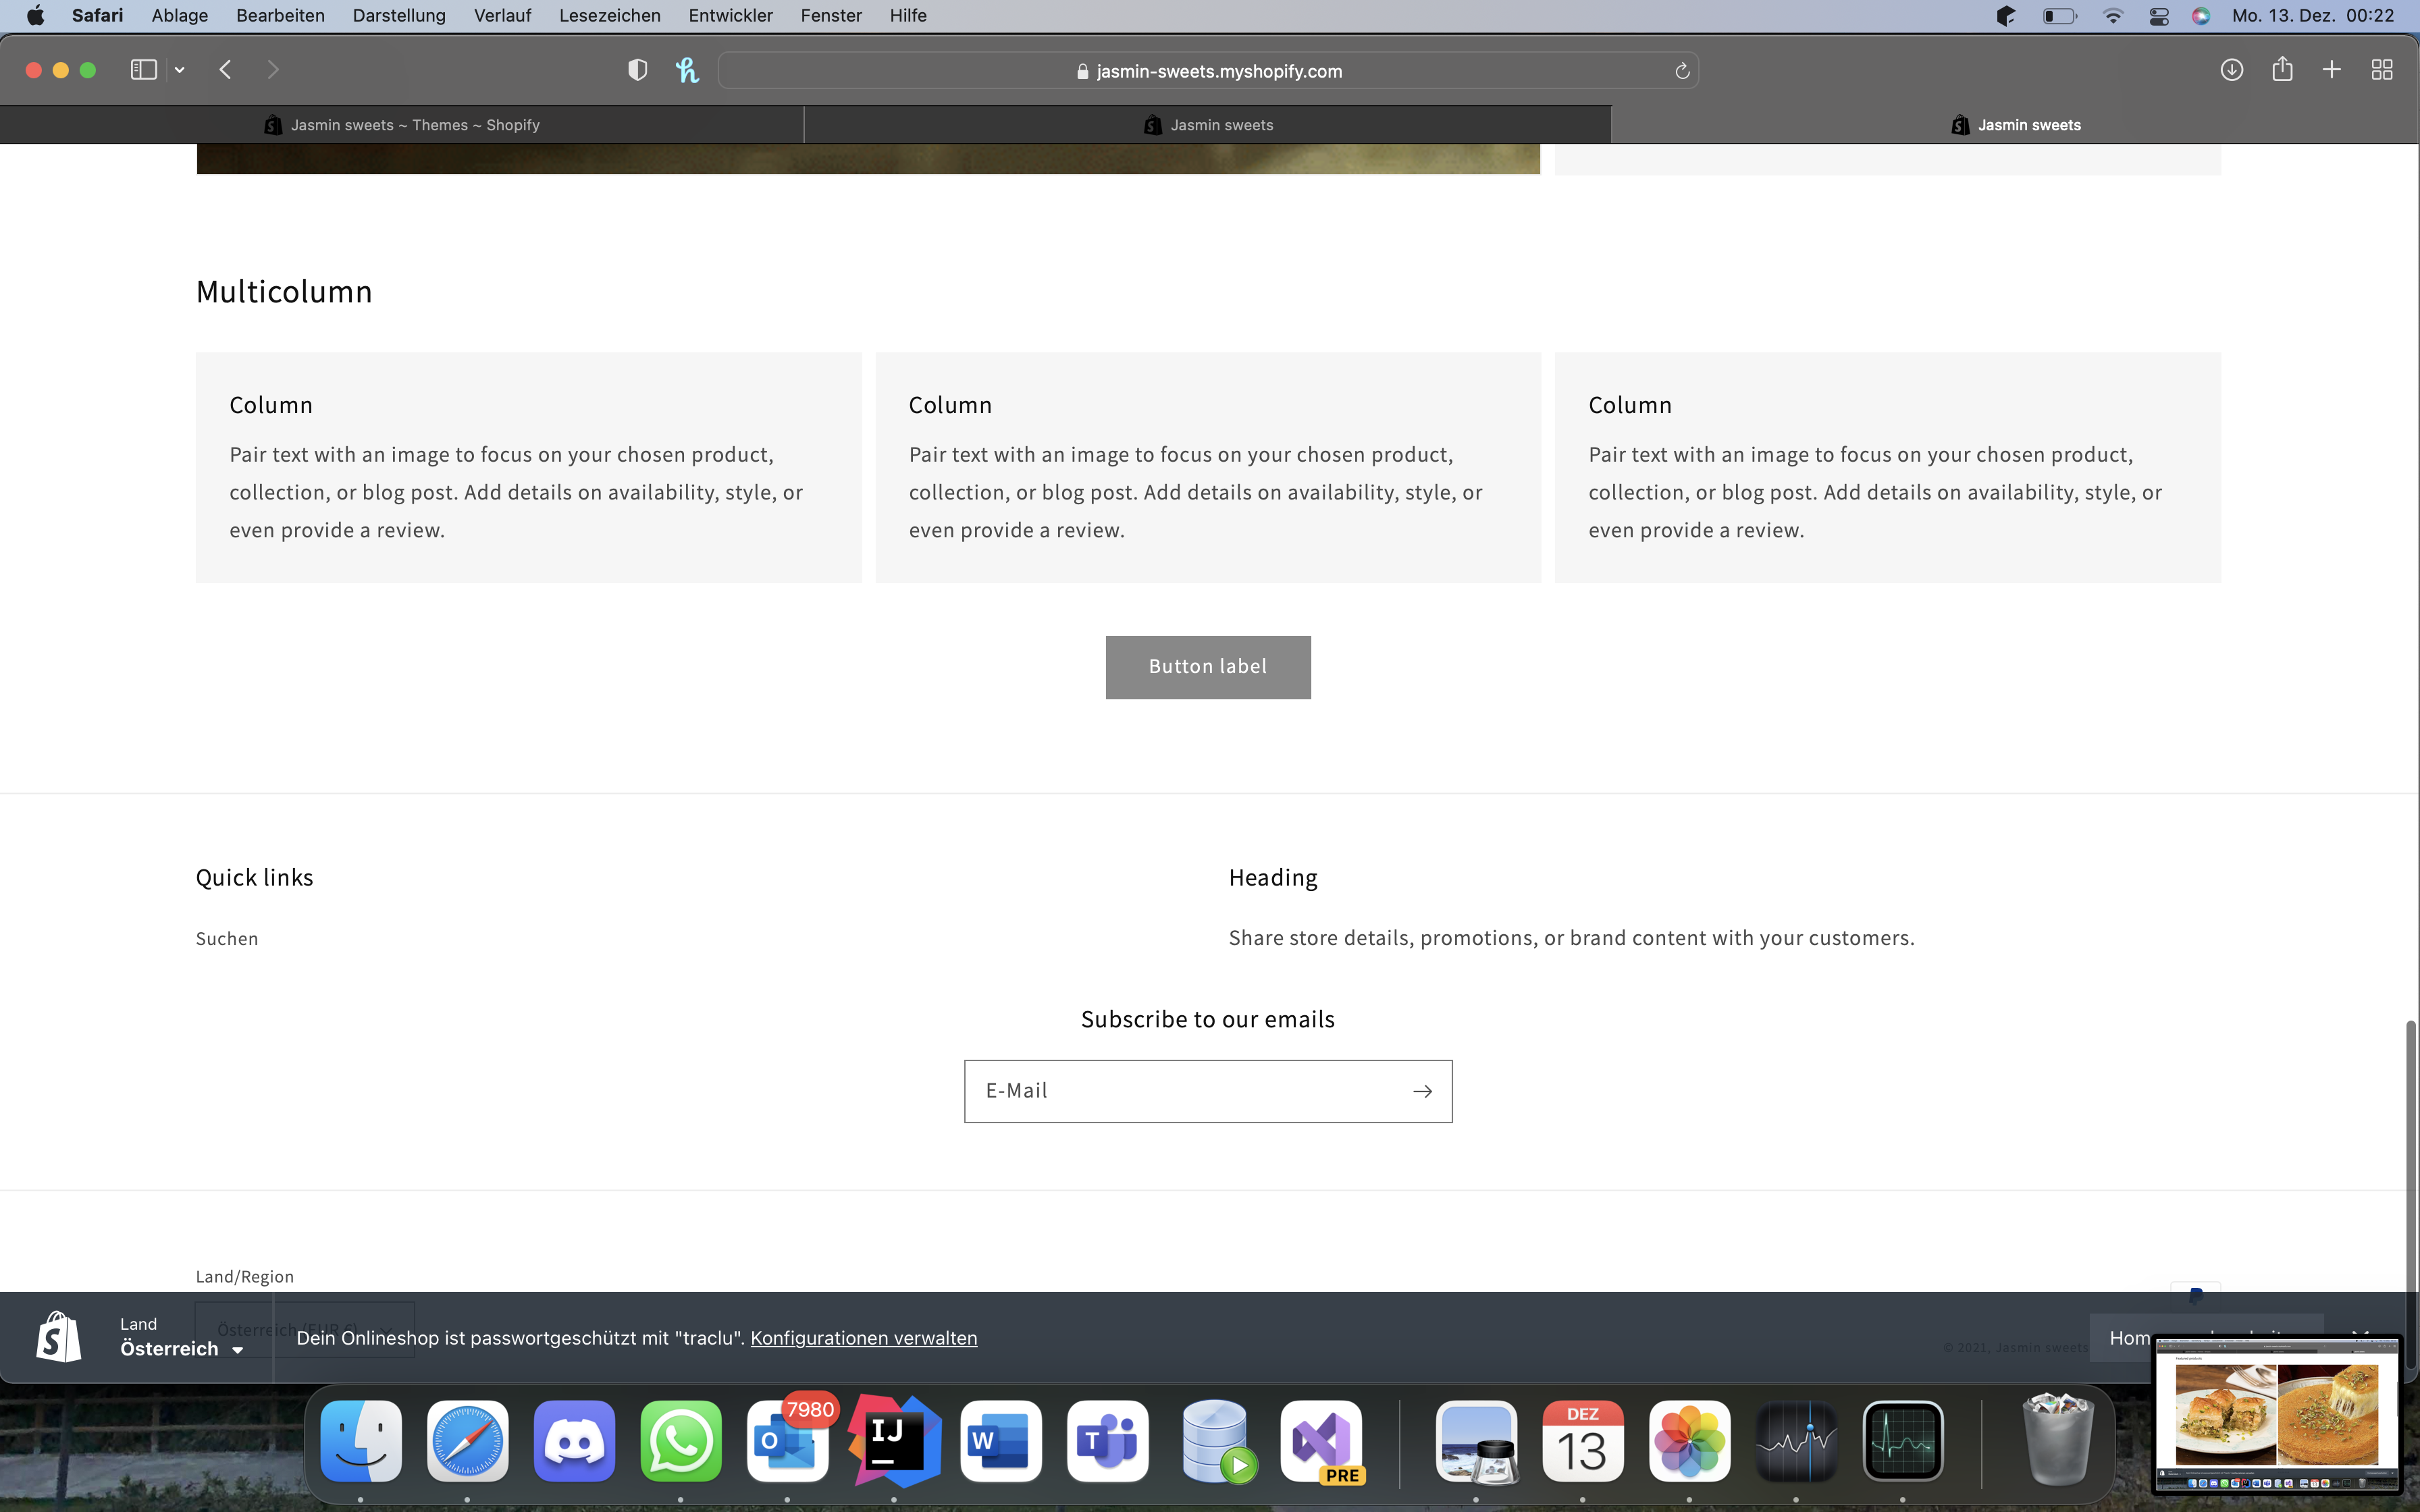 Safari Ablage Bearbeiten Darstellung Verlauf Lesezeichen Entwickler Fenster Hilfe Mo. 13. Dez. 00:22
jasmin-sweets.myshopify.com
Jasmin sweets ~ Themes ~ Shopify
Jasmin sweets
Jasmin sweets
Multicolumn
Column
Pair text with an image to focus on your chosen product,
collection, or blog post. Add details on availability, style, or
even provide a review.
Column
Pair text with an image to focus on your chosen product,
collection, or blog post. Add details on availability, style, or
even provide a review.
Column
Pair text with an image to focus on your chosen product,
collection, or blog post. Add details on availability, style, or
even provide a review.
Button label
Quick links
Suchen
Heading
Share store details, promotions, or brand content with your customers.
Subscribe to our emails
E-Mail
Land/Region
Österreich (EUR €)
Land
Österreich
Dein Onlineshop ist passwortgeschützt mit "traclu". Konfigurationen verwalten
© 2021, Jasmin sweets
7980
IJ
W
T
O
PRE
DEZ
13